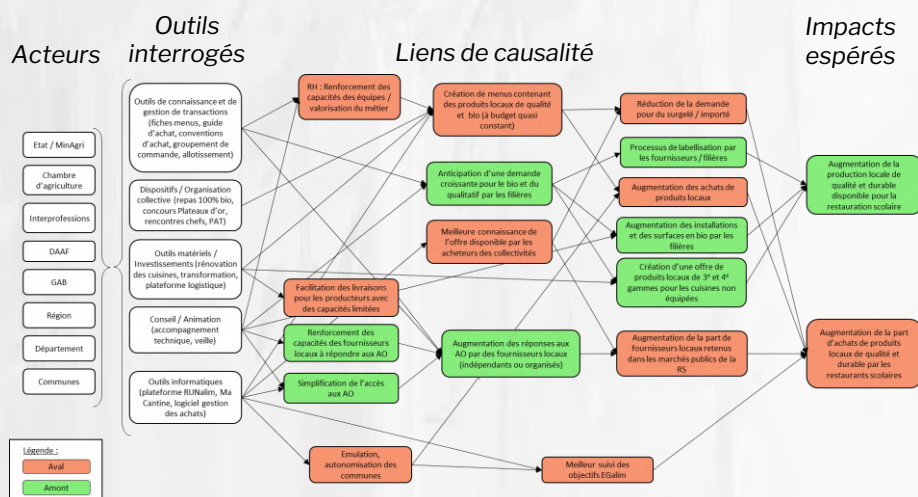 Acteurs
Outils
interrogés
Liens de causalité
Impacts
espérés
Etat / MinAgri
Chambre
d'agriculture
Interprofessions
DAAF
GAB
Région
Département
Communes
Outils de connaissance et de
gestion de transactions
(fiches menus, guide
d'achat, conventions
d'achat, groupement de
commande, allotissement)
Dispositifs / Organisation
collective (repas 100% bio,
concours Plateaux d'or,
rencontres chefs, PAT)
Outils matériels /
Investissements (rénovation
des cuisines, transformation,
plateforme logistique)
Conseil / Animation
(accompagnement
technique, veille)
Outils informatiques
(plateforme RUNalim, Ma
Cantine, logiciel gestion
des achats)
RH : Renforcement des
capacités des équipes /
valorisation du métier
Facilitation des livraisons
pour les producteurs avec
des capacités limitées
Renforcement des
capacités des fournisseurs
locaux à répondre aux AO
Simplification de l'accès
aux AO
Emulation,
autonomisation des
communes
Création de menus contenant
des produits locaux de qualité
et bio (à budget quasi
constant)
Anticipation d'une demande
croissante pour le bio et du
qualitatif par les filières
Meilleure connaissance de
l'offre disponible par les
acheteurs des collectivités
Augmentation des réponses aux
AO par des fournisseurs locaux
(indépendants ou organisés)
Meilleur suivi des
objectifs EGalim
Réduction de la demande
pour du surgelé / importé
Processus de labellisation par
les fournisseurs / filières
Augmentation des achats de
produits locaux
Augmentation des installations
et des surfaces en bio par les
filières
Création d'une offre de
produits locaux de 3e et 4e
gammes pour les cuisines non
équipées
Augmentation de la part de
fournisseurs locaux retenus
dans les marchés publics de la
RS
Augmentation de la
production locale de
qualité et durable
disponible pour la
restauration scolaire
Augmentation de la part
d'achats de produits
locaux de qualité et
durable par les
restaurants scolaires
Légende :
Aval
Amont